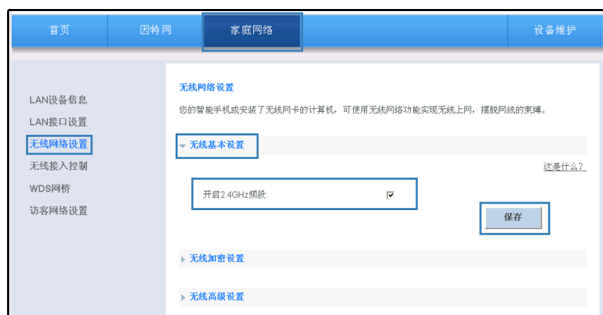 首页 因特网 家庭网络 设备维护
无线网络设置
您的智能手机或安装了无线网卡的计算机，可使用无线网络功能实现无线上网，摆脱网线的束缚。
LAN设备信息
LAN接口设置
无线网络设置
无线接入控制
WDS网桥
访客网络设置
无线基本设置
这是什么？
开启2.4GHz频段:
保存
无线加密设置
无线高级设置